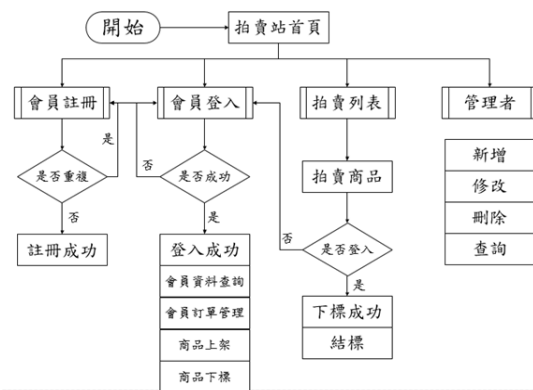 開始
拍賣站首頁
會員註冊
會員登入
拍賣列表
管理者
是
是否重複
否
是否成功
拍賣商品
新增
修改
刪除
查詢
否
是
註冊成功
登入成功
會員資料查詢
會員訂單管理
商品上架
商品下標
否
是否登入
是
下標成功
結標